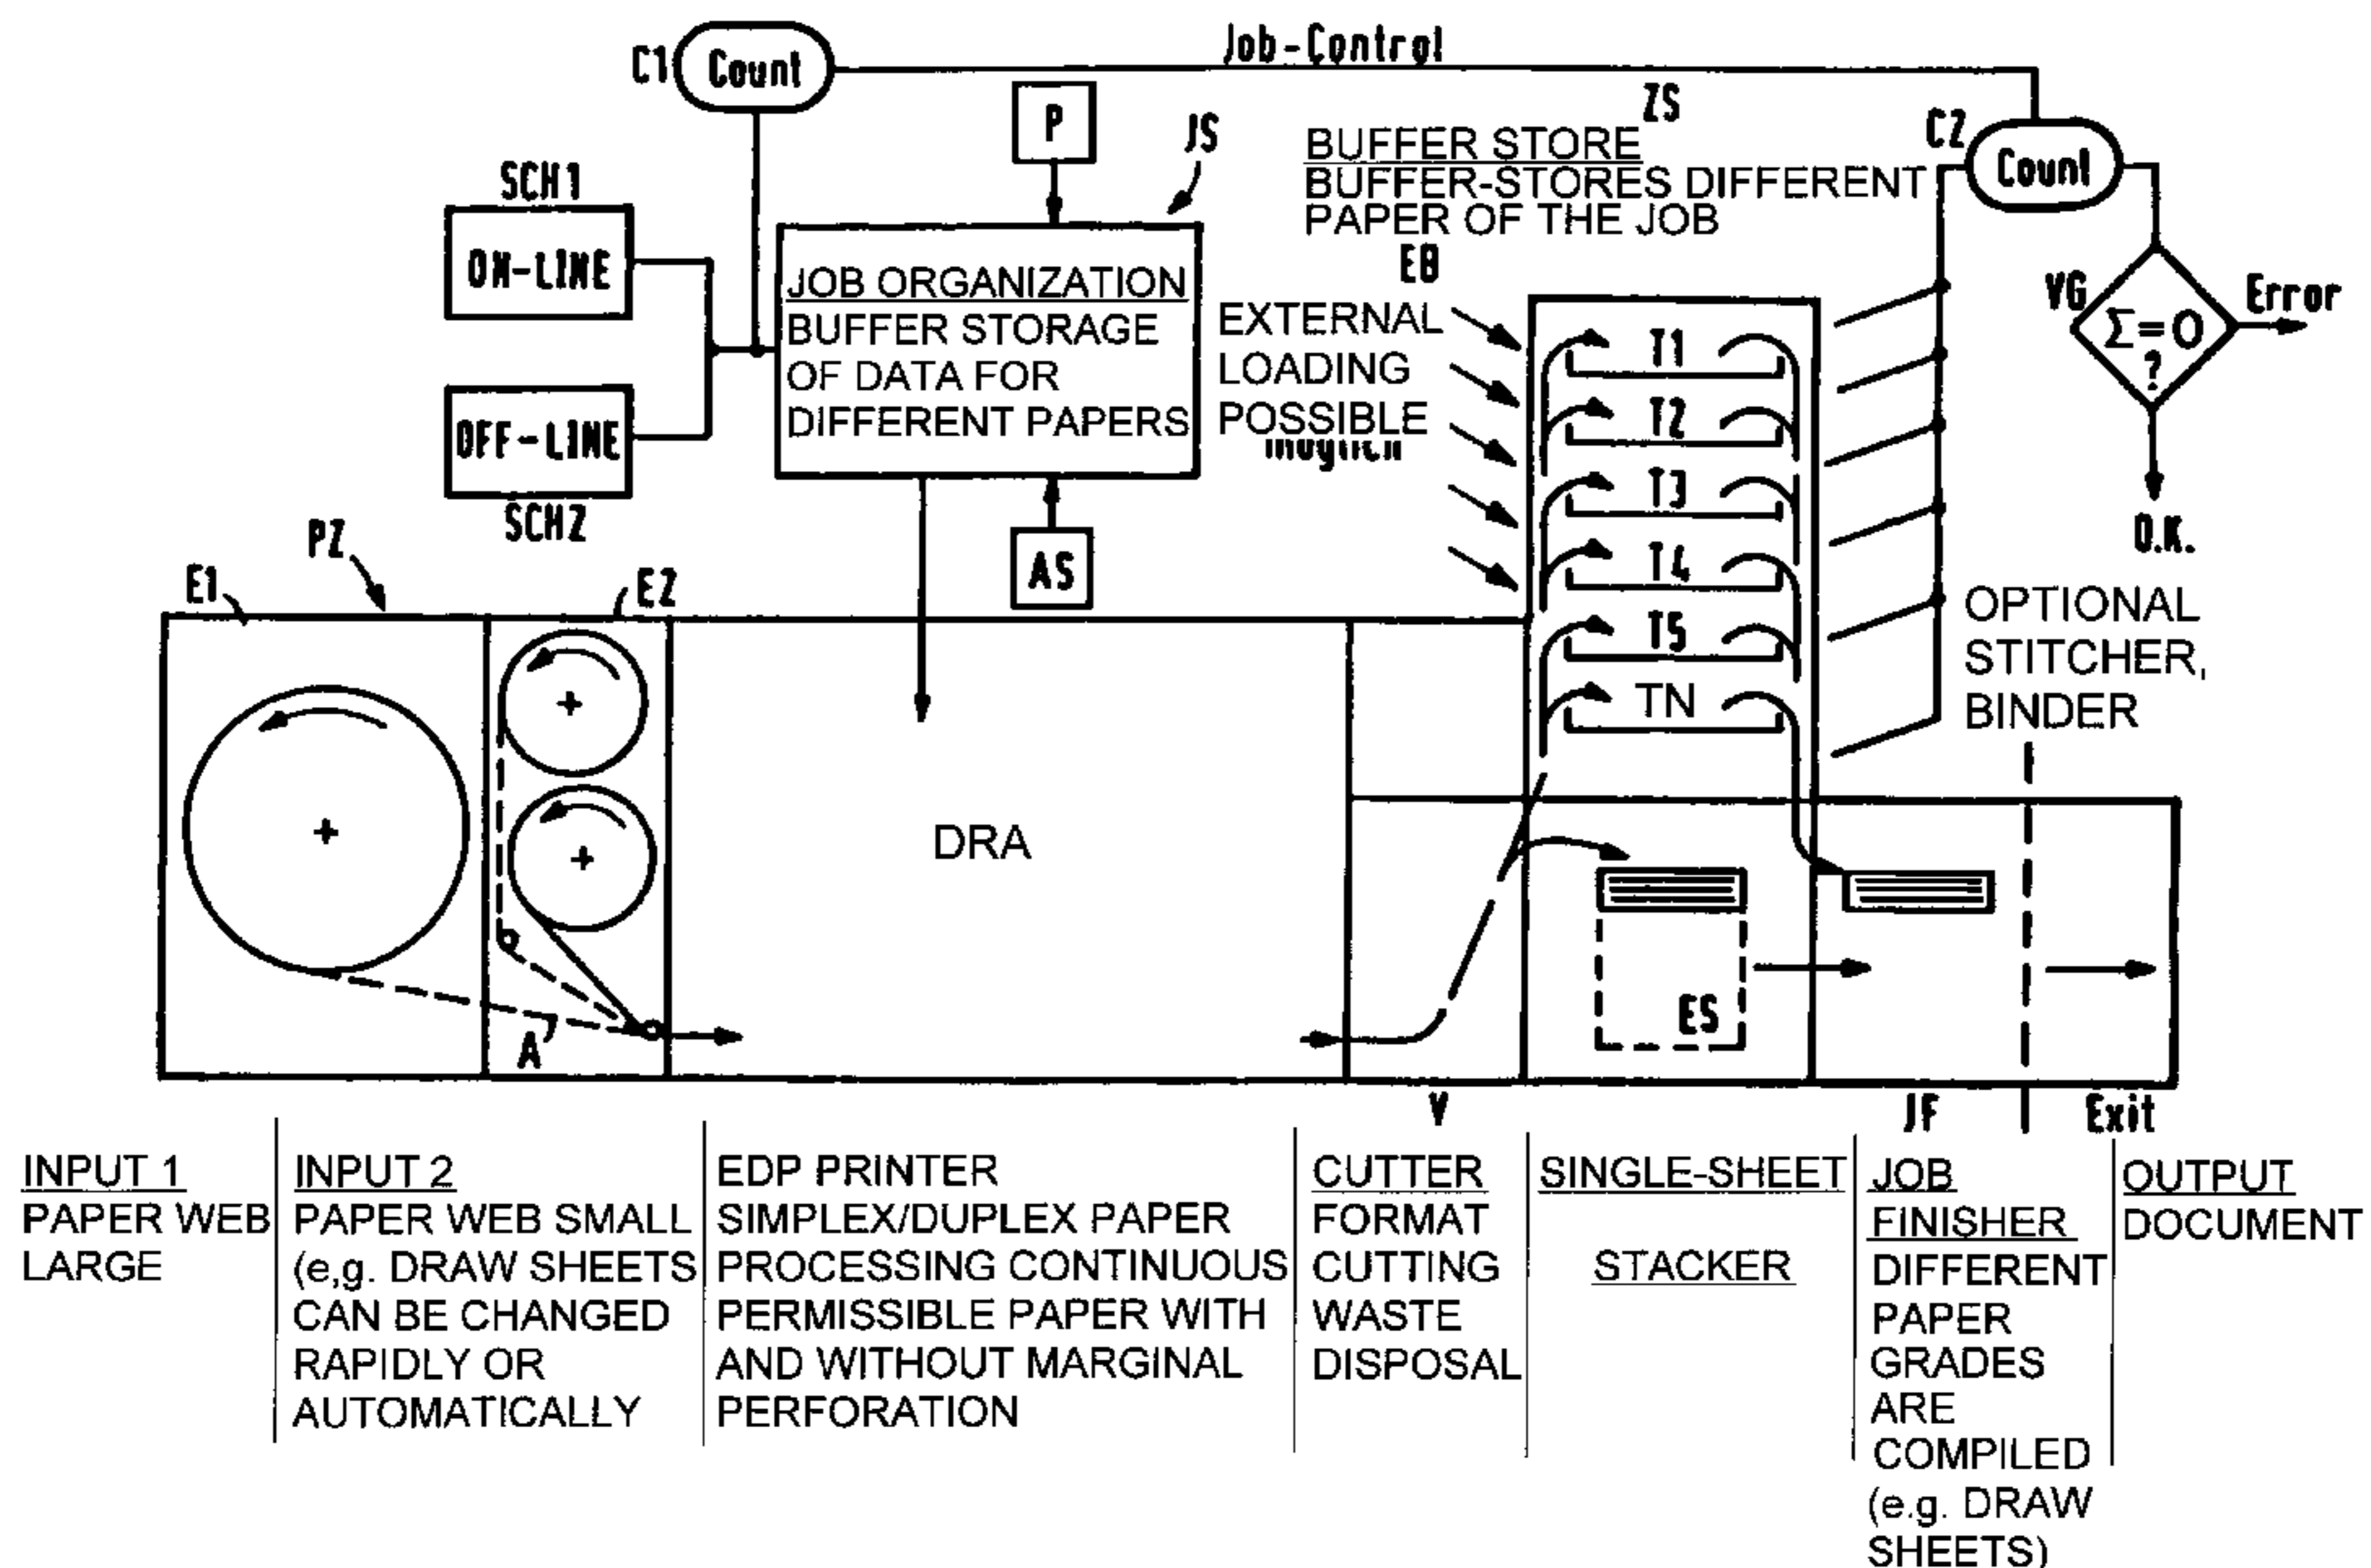 Job-Control
C1
Count
P
JS
ZS
BUFFER STORE
BUFFER-STORES DIFFERENT
PAPER OF THE JOB
C2
Count
SCH1
ON-LINE
OFF-LINE
SCH2
JOB ORGANIZATION
BUFFER STORAGE
OF DATA FOR
DIFFERENT PAPERS
EB
EXTERNAL
LOADING
POSSIBLE
T1
T2
T3
T4
T5
TN
VG
Σ=0
?
Error
O.K.
AS
PZ
E1
E2
OPTIONAL
STITCHER,
BINDER
DRA
A
ES
V
JF
Exit
INPUT 1
PAPER WEB
LARGE
INPUT 2
PAPER WEB SMALL
(e,g. DRAW SHEETS
CAN BE CHANGED
RAPIDLY OR
AUTOMATICALLY
EDP PRINTER
SIMPLEX/DUPLEX PAPER
PROCESSING CONTINUOUS
PERMISSIBLE PAPER WITH
AND WITHOUT MARGINAL
PERFORATION
CUTTER
FORMAT
CUTTING
WASTE
DISPOSAL
SINGLE-SHEET
STACKER
JOB
FINISHER
DIFFERENT
PAPER
GRADES
ARE
COMPILED
(e.g. DRAW
SHEETS)
OUTPUT
DOCUMENT